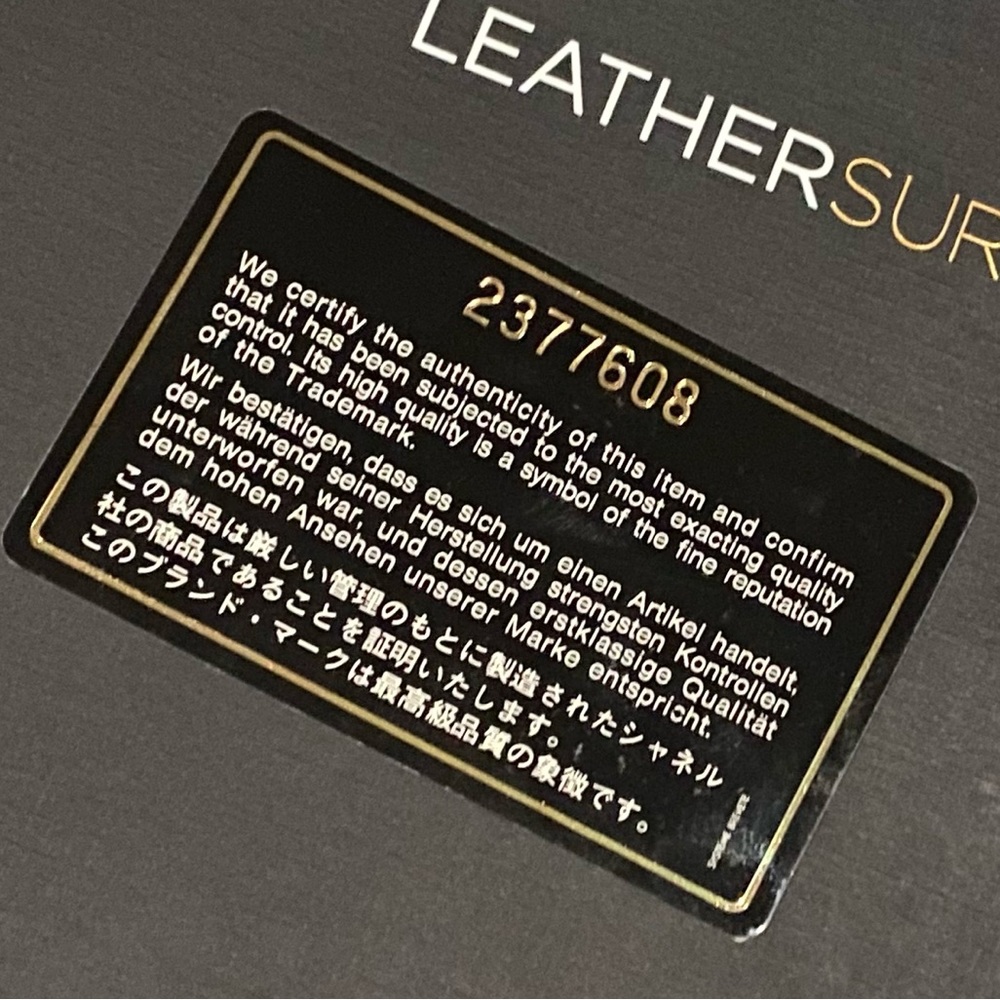 LEATHERSUR
2377608
We certify the authenticity of this item and confirm
that it has been subjected to the most exacting quality
control. Its high quality is a symbol of the fine reputation
of the Trademark.
Wir bestätigen, dass es sich um einen Artikel handelt,
der während seiner Herstellung strengsten Kontrollen
unterworfen war, und dessen erstklassige Qualität
dem hohen Ansehen unserer Marke entspricht.
この製品は厳しい管理のもとに製造されたシャネル
社の商品であることを証明いたします。
このブランド・マークは最高級品質の象徴です。